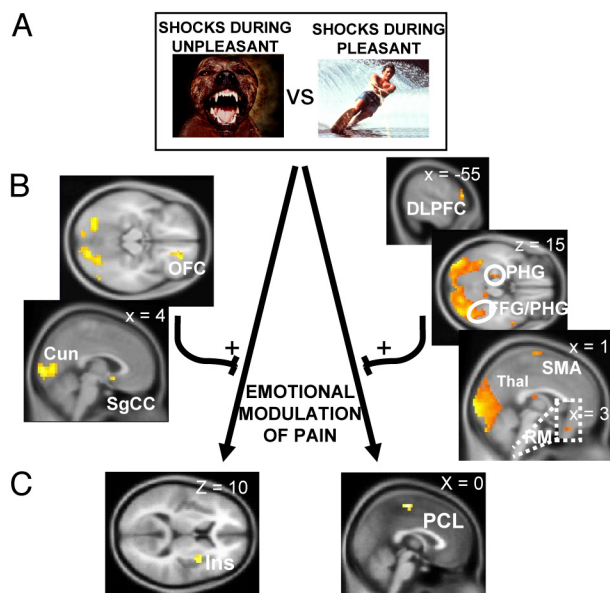 A
SHOCKS DURING UNPLEASANT
VS
SHOCKS DURING PLEASANT
B
OFC
x = 4
Cun
SgCC
+
x = -55
DLPFC
z = 15
PHG
FFG/PHG
x = 1
SMA
Thal
x = 3
RM
+
EMOTIONAL
MODULATION
OF PAIN
C
Z = 10
Ins
X = 0
PCL